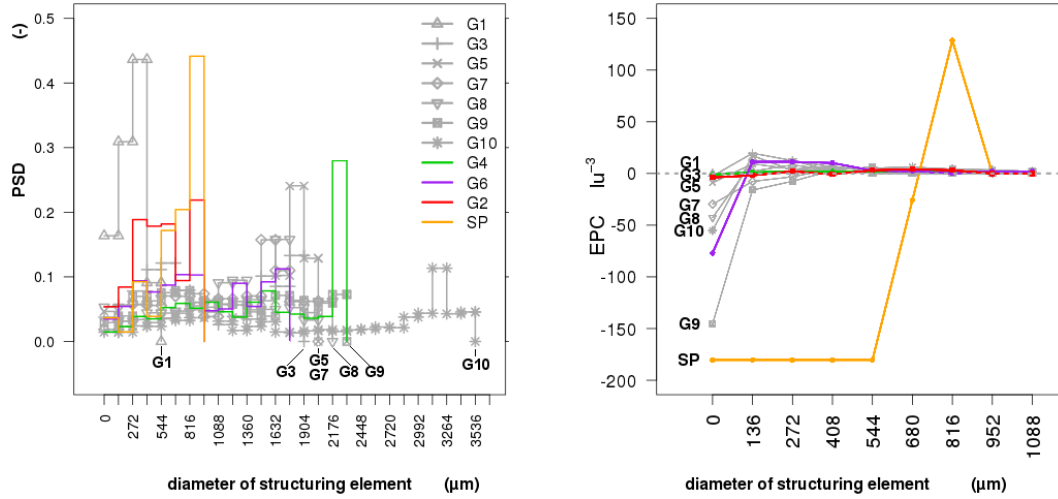 PSD (-)
0.5
0.4
0.3
0.2
0.1
0.0
G1
G3
G5
G7
G8
G9
G10
G4
G6
G2
SP
G1
G3
G5
G7
G8
G9
G10
0
272
544
816
1088
1360
1632
1904
2176
2448
2720
2992
3264
3536
diameter of structuring element (µm)
EPC lu⁻³
150
100
50
0
-50
-100
-150
-200
G1
G3
G5
G7
G8
G10
G9
SP
0
136
272
408
544
680
816
952
1088
diameter of structuring element (µm)